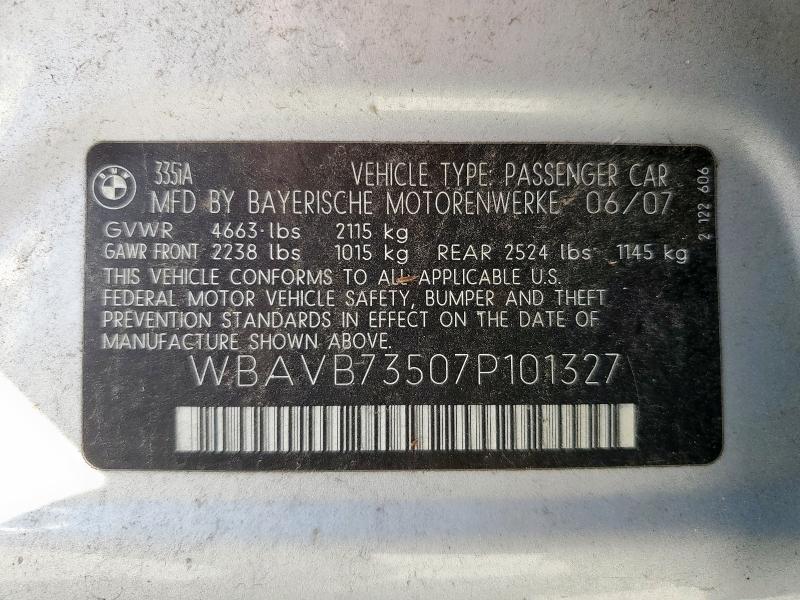 BMW
335iA VEHICLE TYPE: PASSENGER CAR
MFD BY BAYERISCHE MOTORENWERKE 06/07
GVWR 4663 lbs 2115 kg
GAWR FRONT 2238 lbs 1015 kg REAR 2524 lbs 1145 kg
THIS VEHICLE CONFORMS TO ALL APPLICABLE U.S.
FEDERAL MOTOR VEHICLE SAFETY, BUMPER AND THEFT
PREVENTION STANDARDS IN EFFECT ON THE DATE OF
MANUFACTURE SHOWN ABOVE.
WBAVB73507P101327
2 122 606